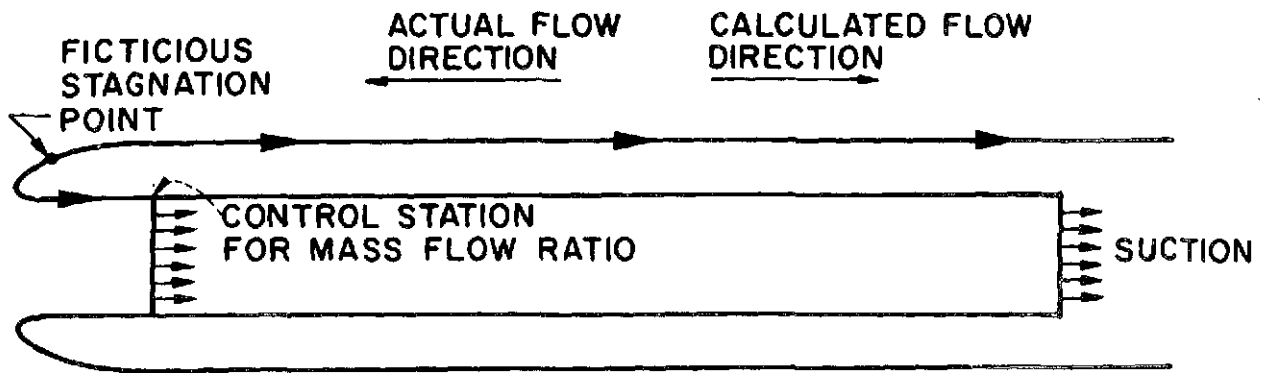 FICTICIOUS
STAGNATION
POINT
ACTUAL FLOW
DIRECTION
CALCULATED FLOW
DIRECTION
CONTROL STATION
FOR MASS FLOW RATIO
SUCTION